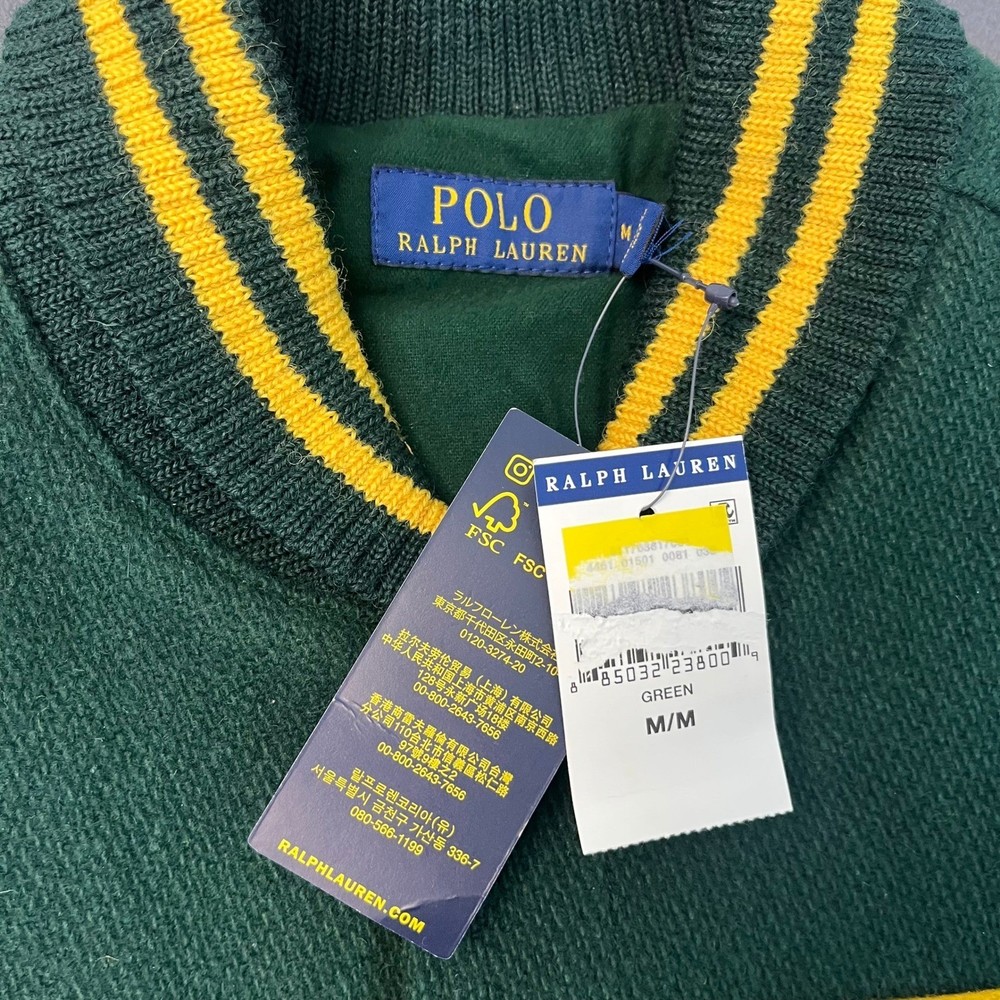 POLO
RALPH LAUREN
M
FSC
FSC
ラルフローレン株式会
東京都千代田区永田町2-10-
0120-3274-20
拉尔夫劳伦贸易（上海）有限公司
中华人民共和国上海市黄浦区南京西路
128号永新广场18楼
00-800-2643-7656
香港商雷夫羅倫有限公司台灣
分公司110台北市信義區松仁路
97號9樓之2
00-800-2643-7656
랄프로렌코리아(유)
서울특별시 금천구 가산동 336-7
080-566-1199
RALPHLAUREN.COM
RALPH LAUREN
4461 01501 0081
8 85032 23800 9
GREEN
M/M